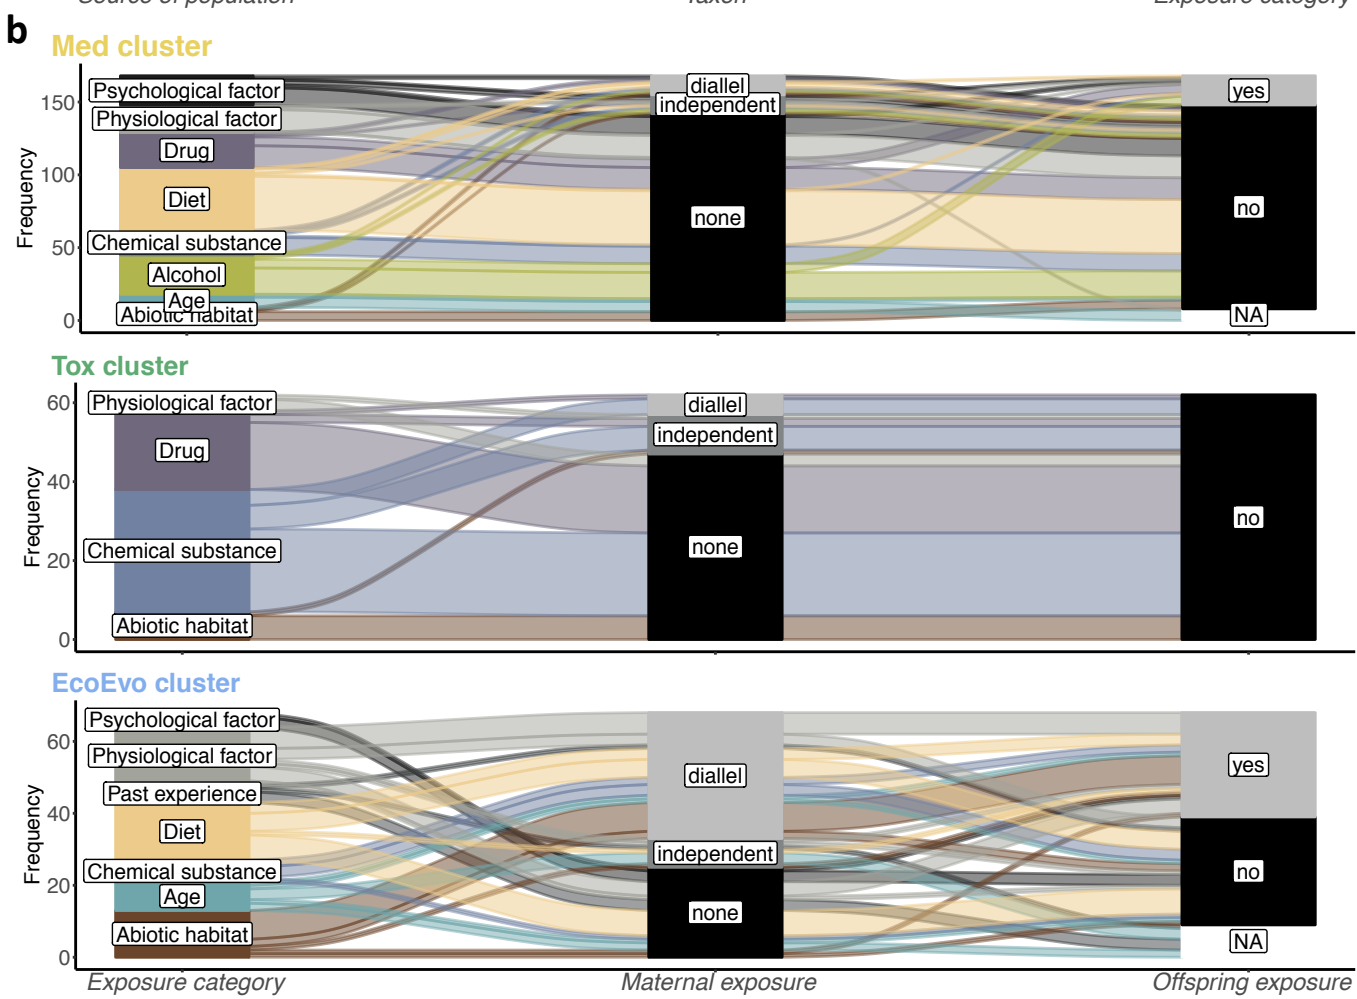 Source of population Taxon Exposure category
b
Med cluster
Frequency
150
100
50
0
Psychological factor
Physiological factor
Drug
Diet
Chemical substance
Alcohol
Age
Abiotic habitat
diallel
independent
none
yes
no
NA
Tox cluster
Frequency
60
40
20
0
Physiological factor
Drug
Chemical substance
Abiotic habitat
diallel
independent
none
no
EcoEvo cluster
Frequency
60
40
20
0
Psychological factor
Physiological factor
Past experience
Diet
Chemical substance
Age
Abiotic habitat
diallel
independent
none
yes
no
NA
Exposure category Maternal exposure Offspring exposure